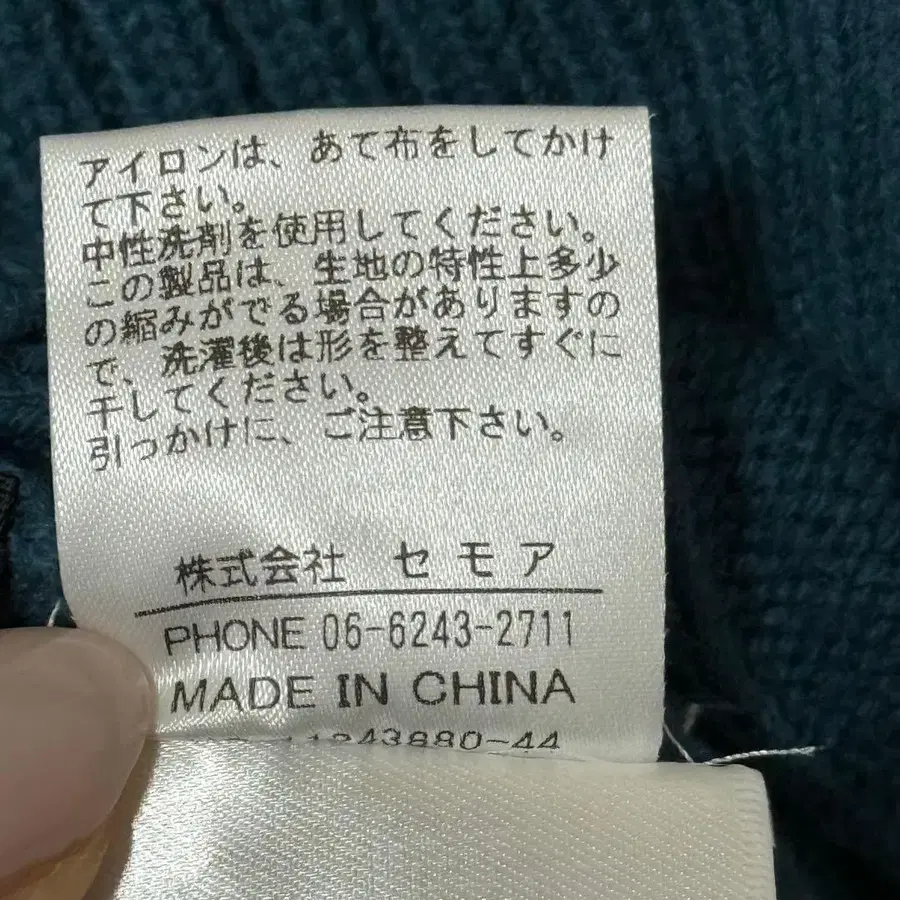 アイロンは、あて布をしてかけ
て下さい。
中性洗剤を使用してください。
この製品は、生地の特性上多少
の縮みがでる場合がありますの
で、洗濯後は形を整えてすぐに
干してください。
引っかけに、ご注意下さい。
株式会社 セモア
PHONE 06-6243-2711
MADE IN CHINA
11243880-44